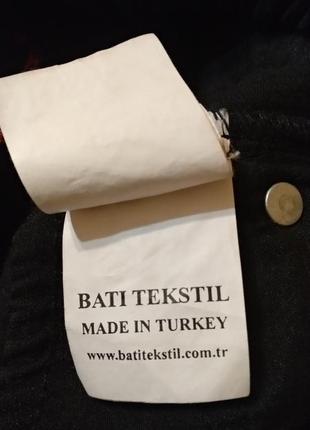 BATI TEKSTIL
MADE IN TURKEY
www.batitekstil.com.tr